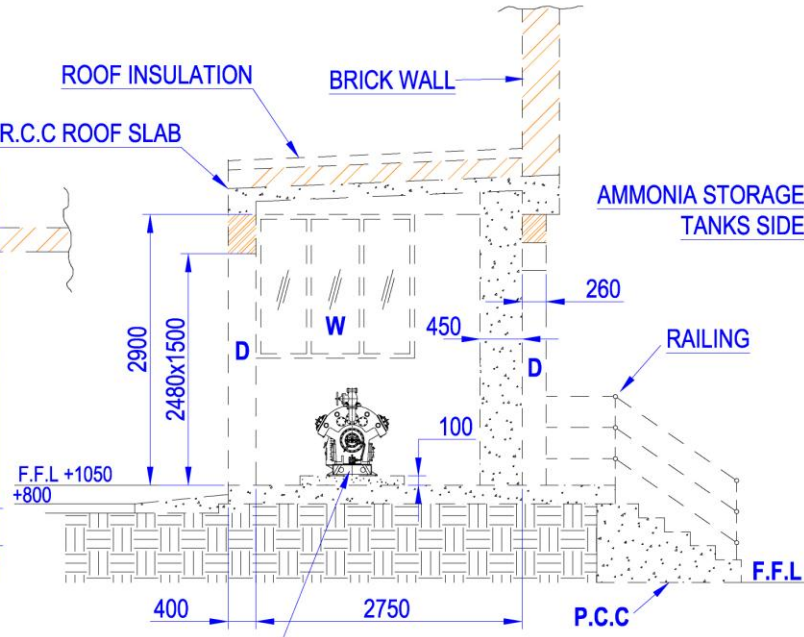 ROOF INSULATION
BRICK WALL
R.C.C ROOF SLAB
AMMONIA STORAGE
TANKS SIDE
260
2900
2480x1500
D
W
450
D
RAILING
100
F.F.L +1050
+800
F.F.L
400
2750
P.C.C